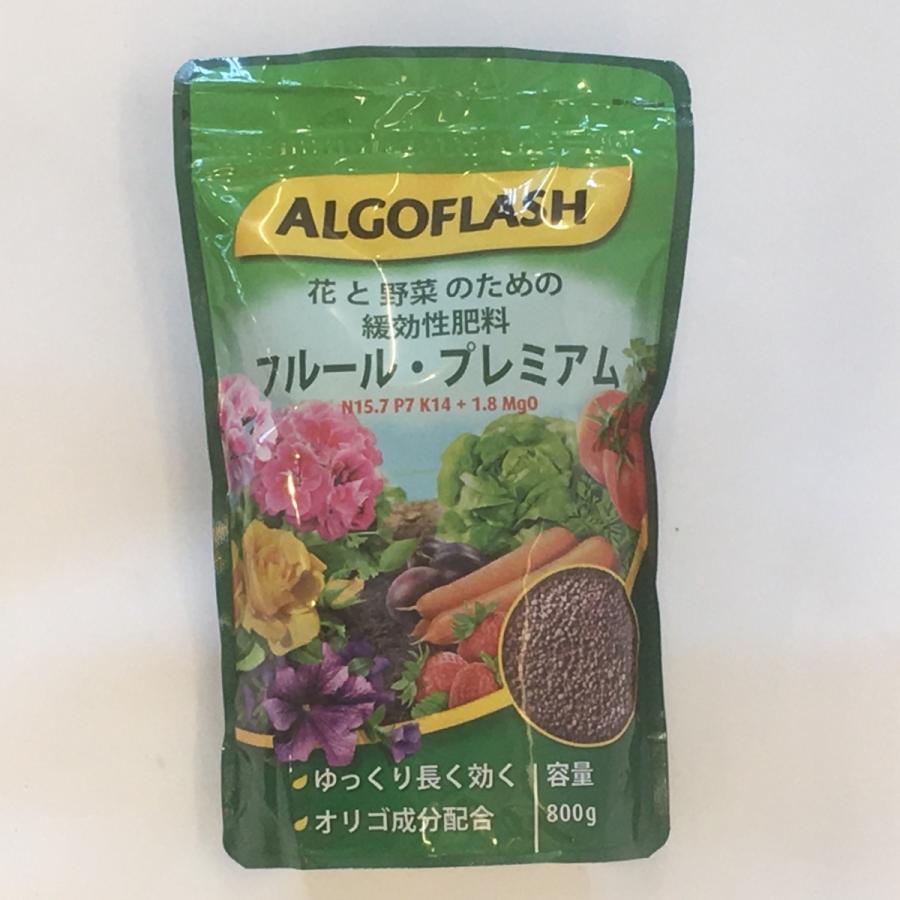 ALGOFLASH
花と野菜のための
緩効性肥料
フルール・プレミアム
N15.7 P7 K14 + 1.8 MgO
ゆっくり長く効く
オリゴ成分配合
容量
800g